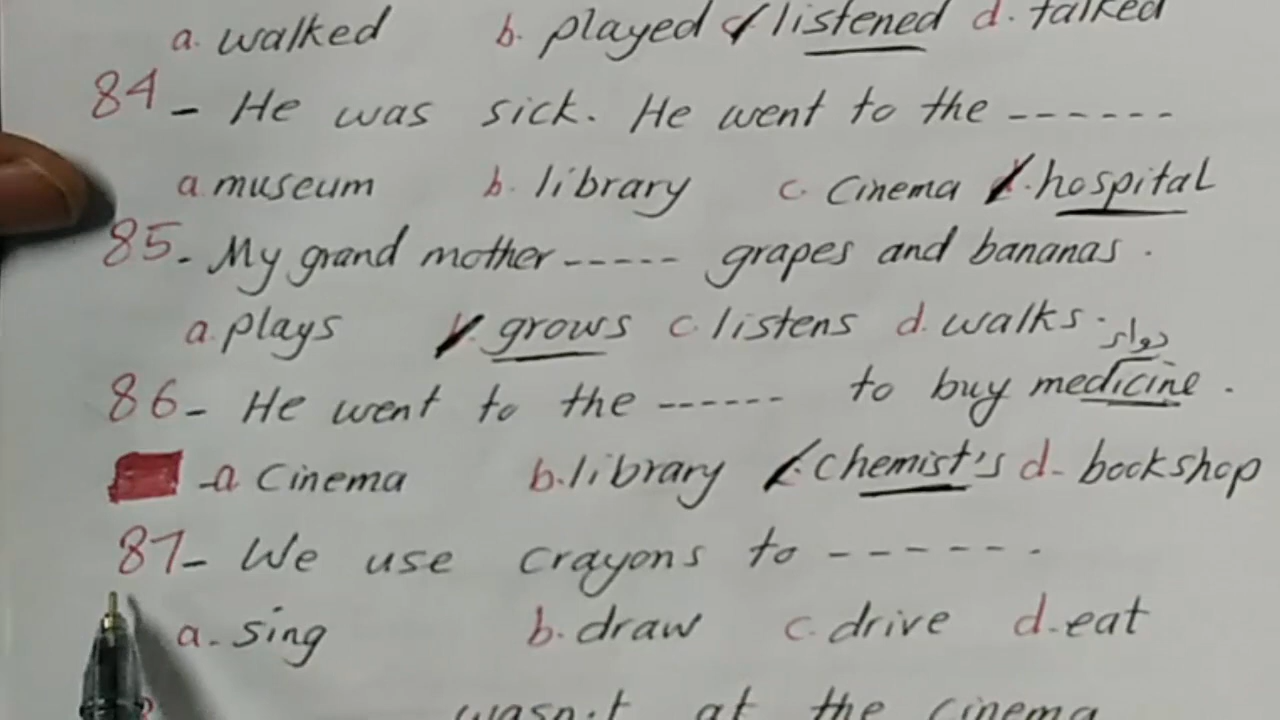 a. walked b. played c. listened d. talked
84 - He was sick. He went to the ------
a. museum b. library c. Cinema d. hospital
85. My grand mother ----- grapes and bananas.
a. plays b. grows c. listens d. walks.
دواء
86 - He went to the ------ to buy medicine.
a Cinema b. library c. Chemist's d- bookshop
87 - We use crayons to ------.
a. sing b. draw c. drive d. eat
wasn't at the cinema